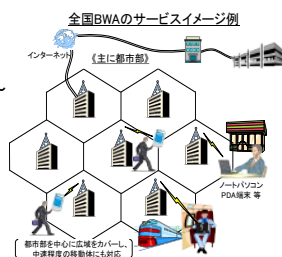 全国BWAのサービスイメージ例
インターネット
《主に都市部》
ノートパソコン
PDA端末 等
都市部を中心に広域をカバーし、
中速程度の移動体にも対応